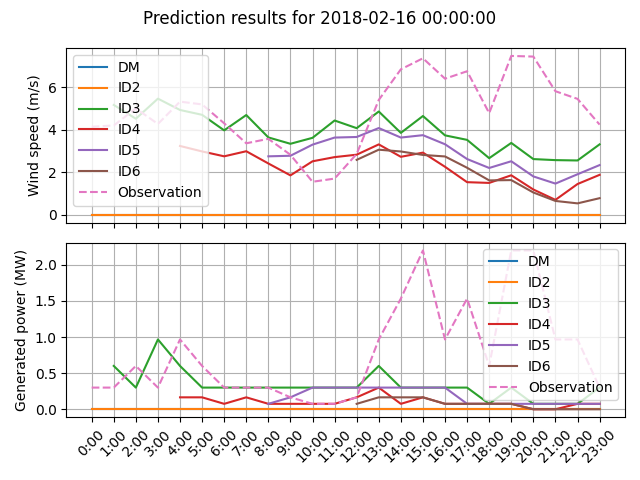 Prediction results for 2018-02-16 00:00:00
Wind speed (m/s)
6
4
2
0
DM
ID2
ID3
ID4
ID5
ID6
Observation
Generated power (MW)
2.0
1.5
1.0
0.5
0.0
DM
ID2
ID3
ID4
ID5
ID6
Observation
0:00
1:00
2:00
3:00
4:00
5:00
6:00
7:00
8:00
9:00
10:00
11:00
12:00
13:00
14:00
15:00
16:00
17:00
18:00
19:00
20:00
21:00
22:00
23:00